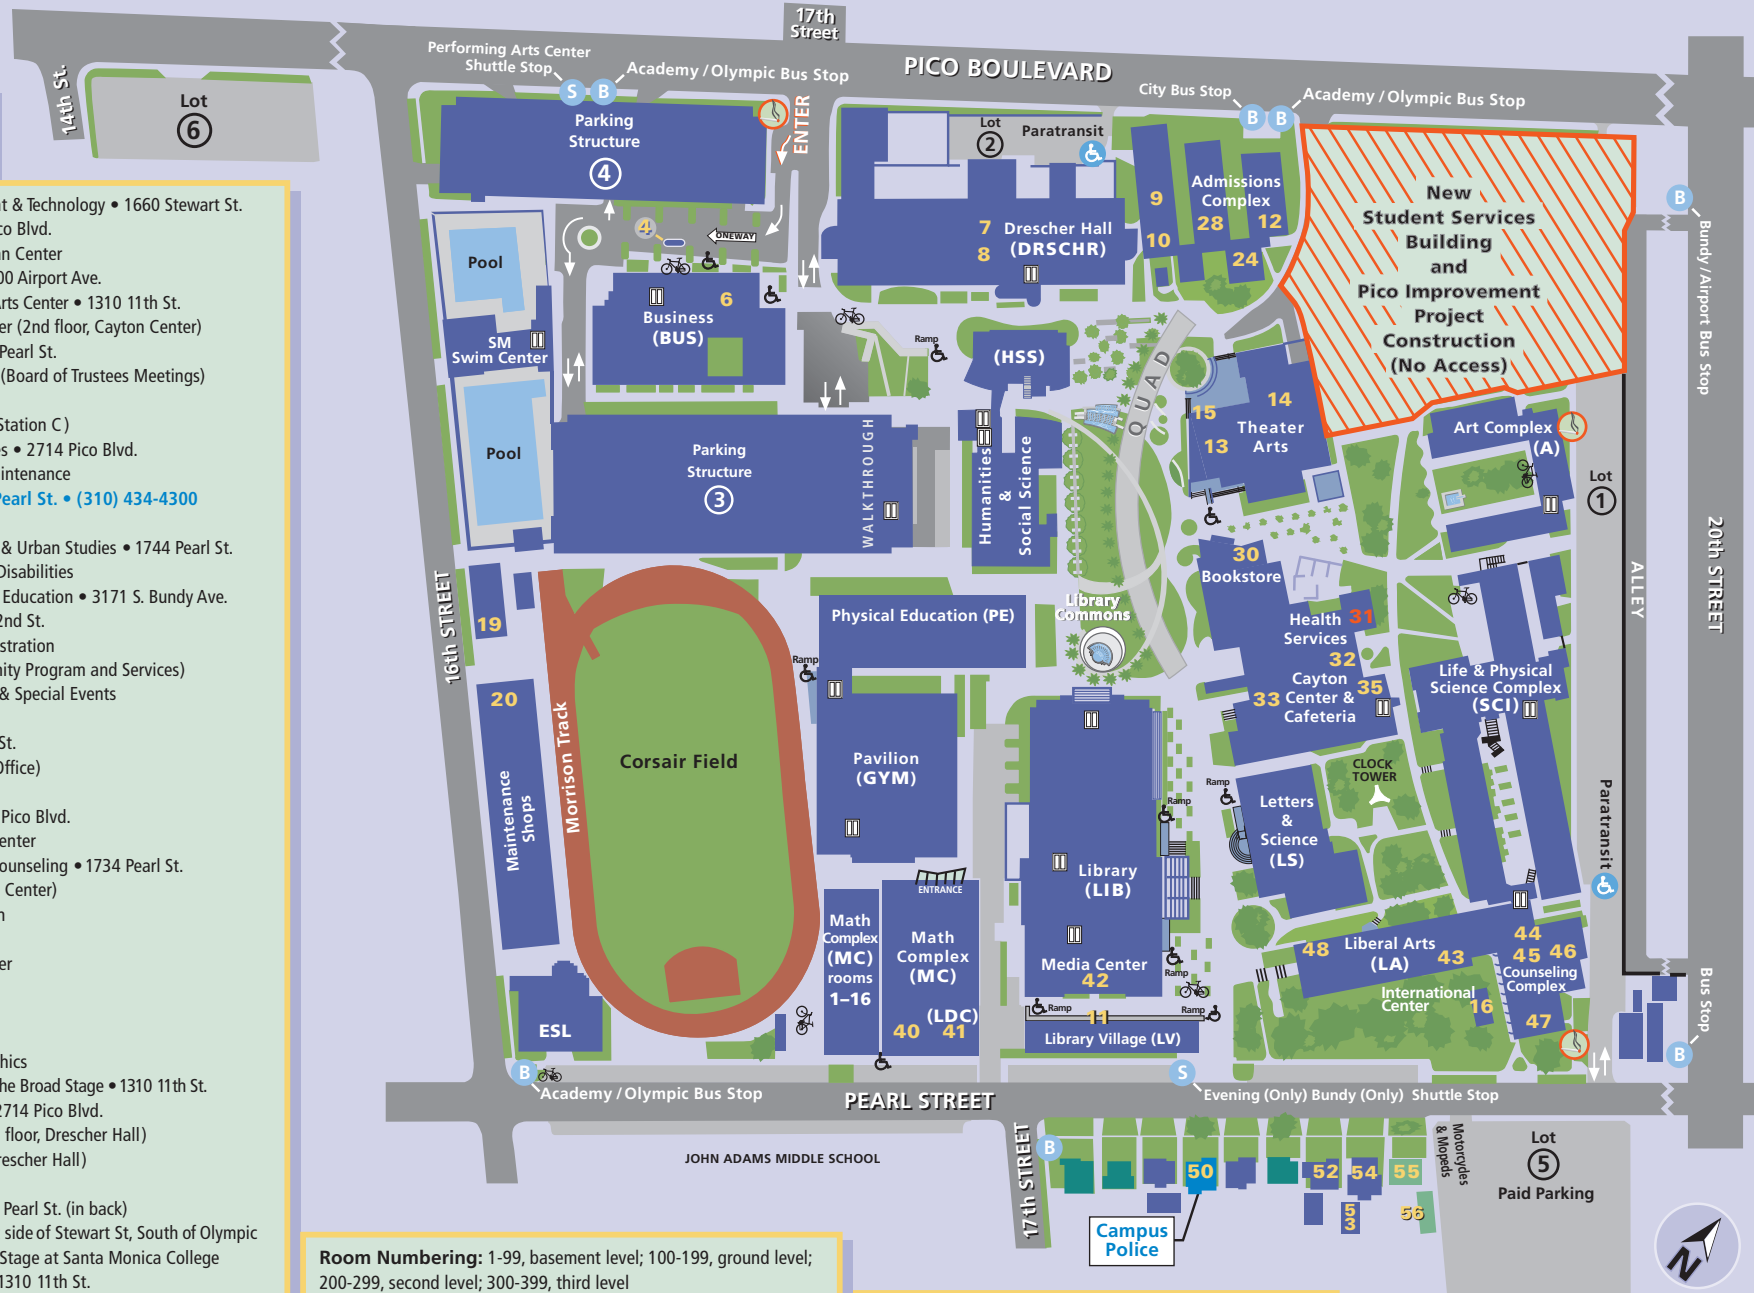 17th
Street
PICO BOULEVARD
14th St.
Lot
6
Performing Arts Center
Shuttle Stop
S
B
Academy / Olympic Bus Stop
ENTER
Parking
Structure
4
Lot
2
Paratransit
City Bus Stop
B
B
Academy / Olympic Bus Stop
Admissions
Complex
9
10
28
12
24
7
8
Drescher Hall
(DRSCHR)
New
Student Services
Building
and
Pico Improvement
Project
Construction
(No Access)
B
Bundy / Airport Bus Stop
4
ONEWAY
Pool
SM
Swim Center
Pool
6
Business
(BUS)
Ramp
(HSS)
QUAD
15
14
13
Theater
Arts
Art Complex
(A)
Lot
1
ALLEY
20th STREET
Parking
Structure
3
WALKTHROUGH
Humanities
&
Social Science
16th STREET
19
20
Maintenance
Shops
Morrison Track
Corsair Field
Physical Education (PE)
Ramp
Pavilion
(GYM)
Library
Commons
30
Bookstore
Health
Services
31
32
Cayton
Center &
Cafeteria
33
35
Life & Physical
Science Complex
(SCI)
CLOCK
TOWER
Ramp
Letters
&
Science
(LS)
Ramp
Library
(LIB)
Media Center
42
Ramp
ENTRANCE
Math
Complex
(MC)
rooms
1–16
Math
Complex
(MC)
(LDC)
40
41
Ramp
11
Ramp
Library Village (LV)
48
Liberal Arts
(LA)
43
44
45
46
Counseling
Complex
International
Center
16
47
Paratransit
Bus Stop
B
ESL
B
Academy / Olympic Bus Stop
PEARL STREET
S
Evening (Only) Bundy (Only) Shuttle Stop
JOHN ADAMS MIDDLE SCHOOL
17th STREET
B
50
52
54
55
53
56
Campus
Police
Motorcycles
& Mopeds
Lot
5
Paid Parking
N
t & Technology • 1660 Stewart St.
co Blvd.
n Center
00 Airport Ave.
Arts Center • 1310 11th St.
er (2nd floor, Cayton Center)
Pearl St.
(Board of Trustees Meetings)
Station C)
es • 2714 Pico Blvd.
intenance
Pearl St. • (310) 434-4300
& Urban Studies • 1744 Pearl St.
Disabilities
Education • 3171 S. Bundy Ave.
2nd St.
stration
nity Program and Services)
& Special Events
St.
Office)
Pico Blvd.
enter
ounseling • 1734 Pearl St.
Center)
n
er
hics
he Broad Stage • 1310 11th St.
2714 Pico Blvd.
floor, Drescher Hall)
rescher Hall)
Pearl St. (in back)
side of Stewart St, South of Olympic
Stage at Santa Monica College
1310 11th St.
Room Numbering: 1-99, basement level; 100-199, ground level;
200-299, second level; 300-399, third level